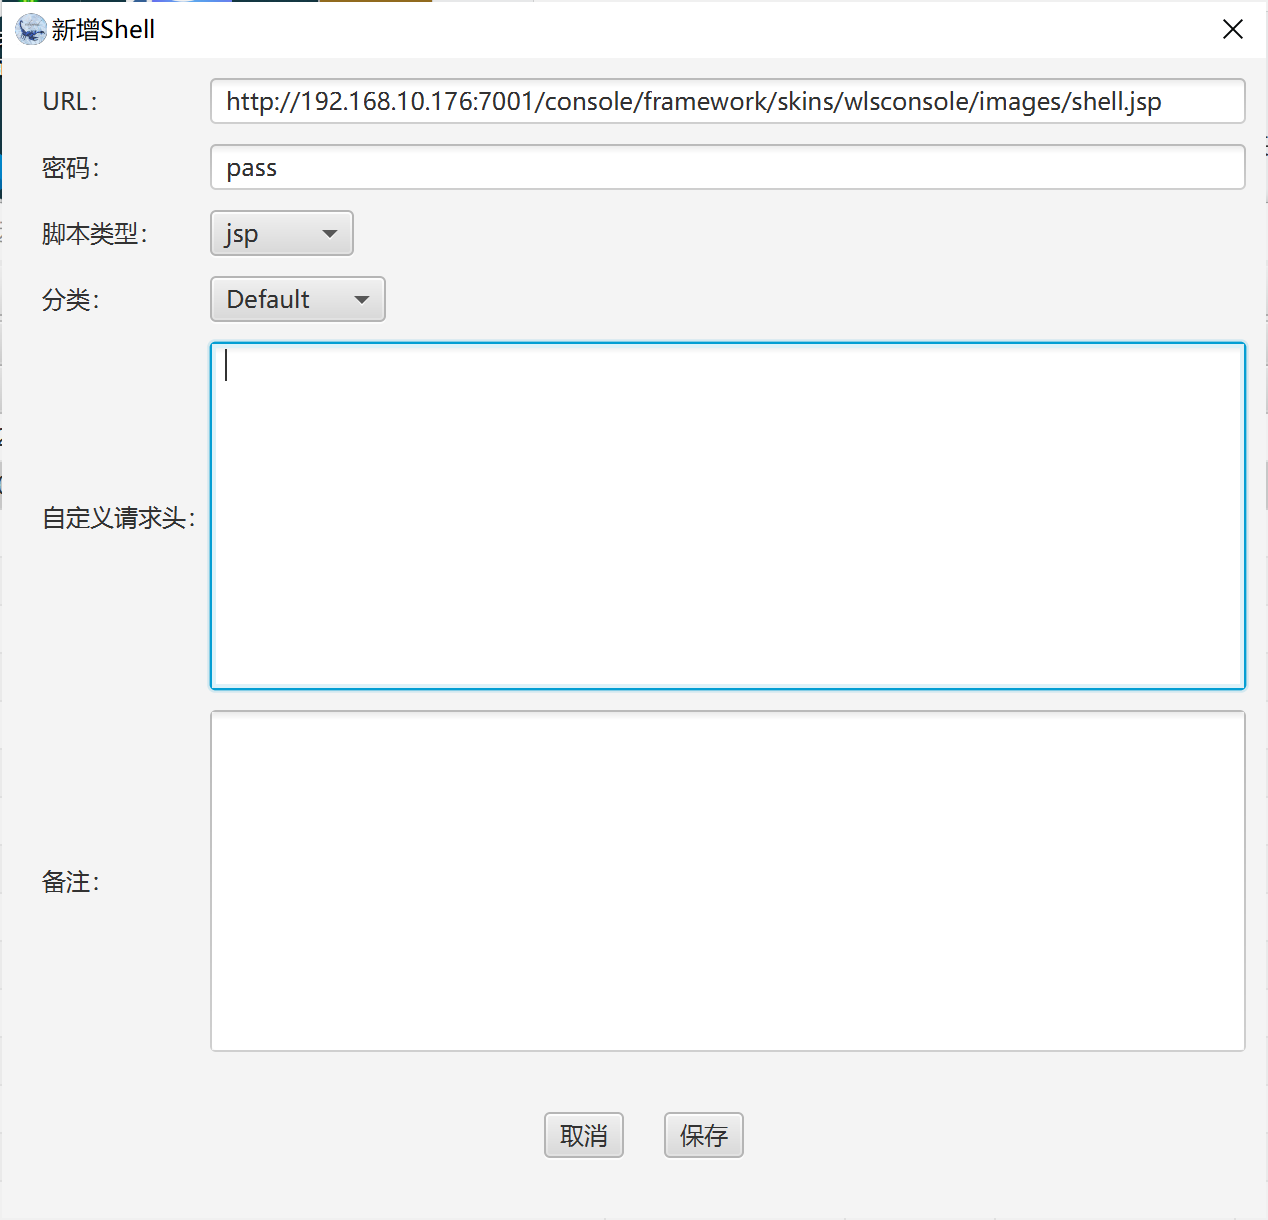 新增Shell
URL：
http://192.168.10.176:7001/console/framework/skins/wlsconsole/images/shell.jsp
密码：
pass
脚本类型：
jsp
分类：
Default
自定义请求头：
备注：
取消
保存